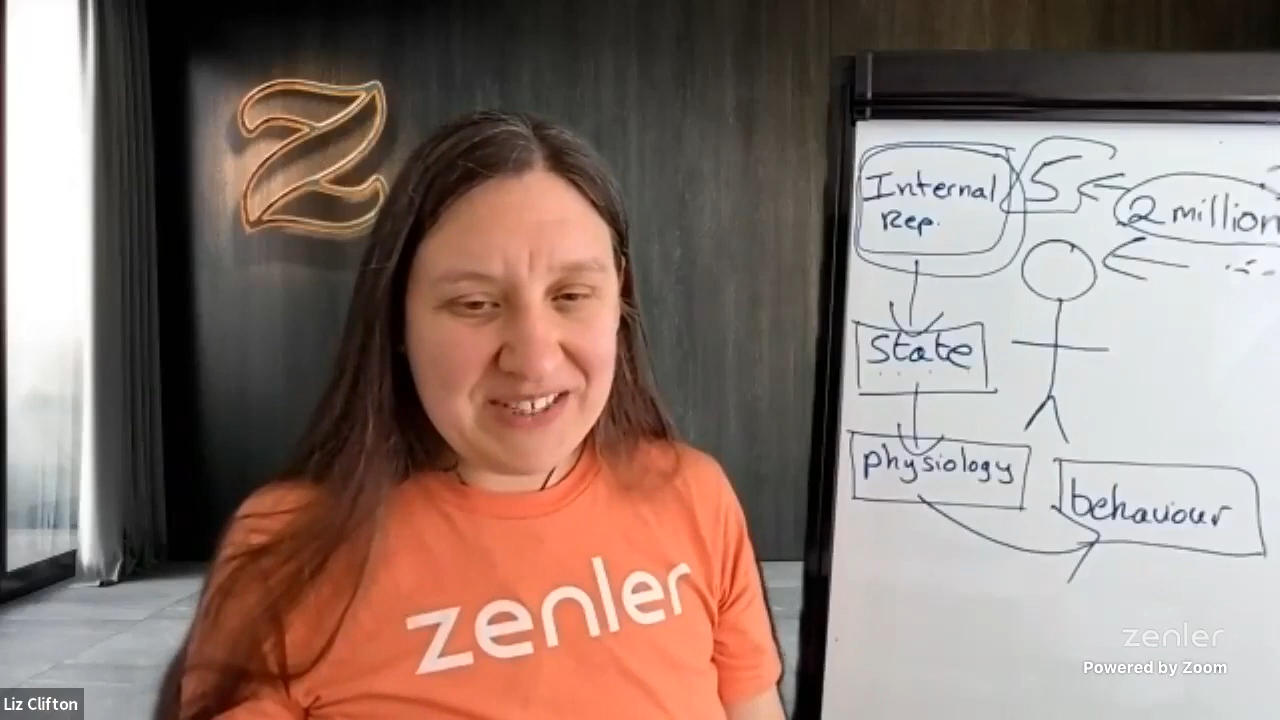 Z
Internal
Rep.
5
2 million
State
physiology
behaviour
zenler
zenler
Powered by Zoom
Liz Clifton